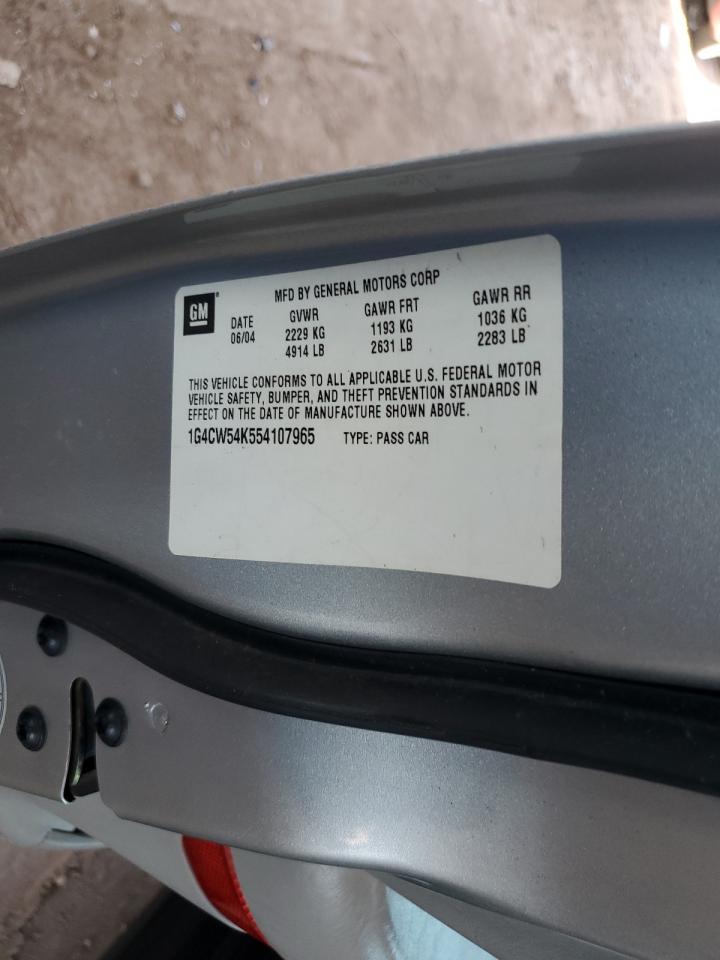 GM
MFD BY GENERAL MOTORS CORP
DATE GVWR GAWR FRT GAWR RR
06/04 2229 KG 1193 KG 1036 KG
4914 LB 2631 LB 2283 LB
THIS VEHICLE CONFORMS TO ALL APPLICABLE U.S. FEDERAL MOTOR
VEHICLE SAFETY, BUMPER, AND THEFT PREVENTION STANDARDS IN
EFFECT ON THE DATE OF MANUFACTURE SHOWN ABOVE.
1G4CW54K554107965 TYPE: PASS CAR